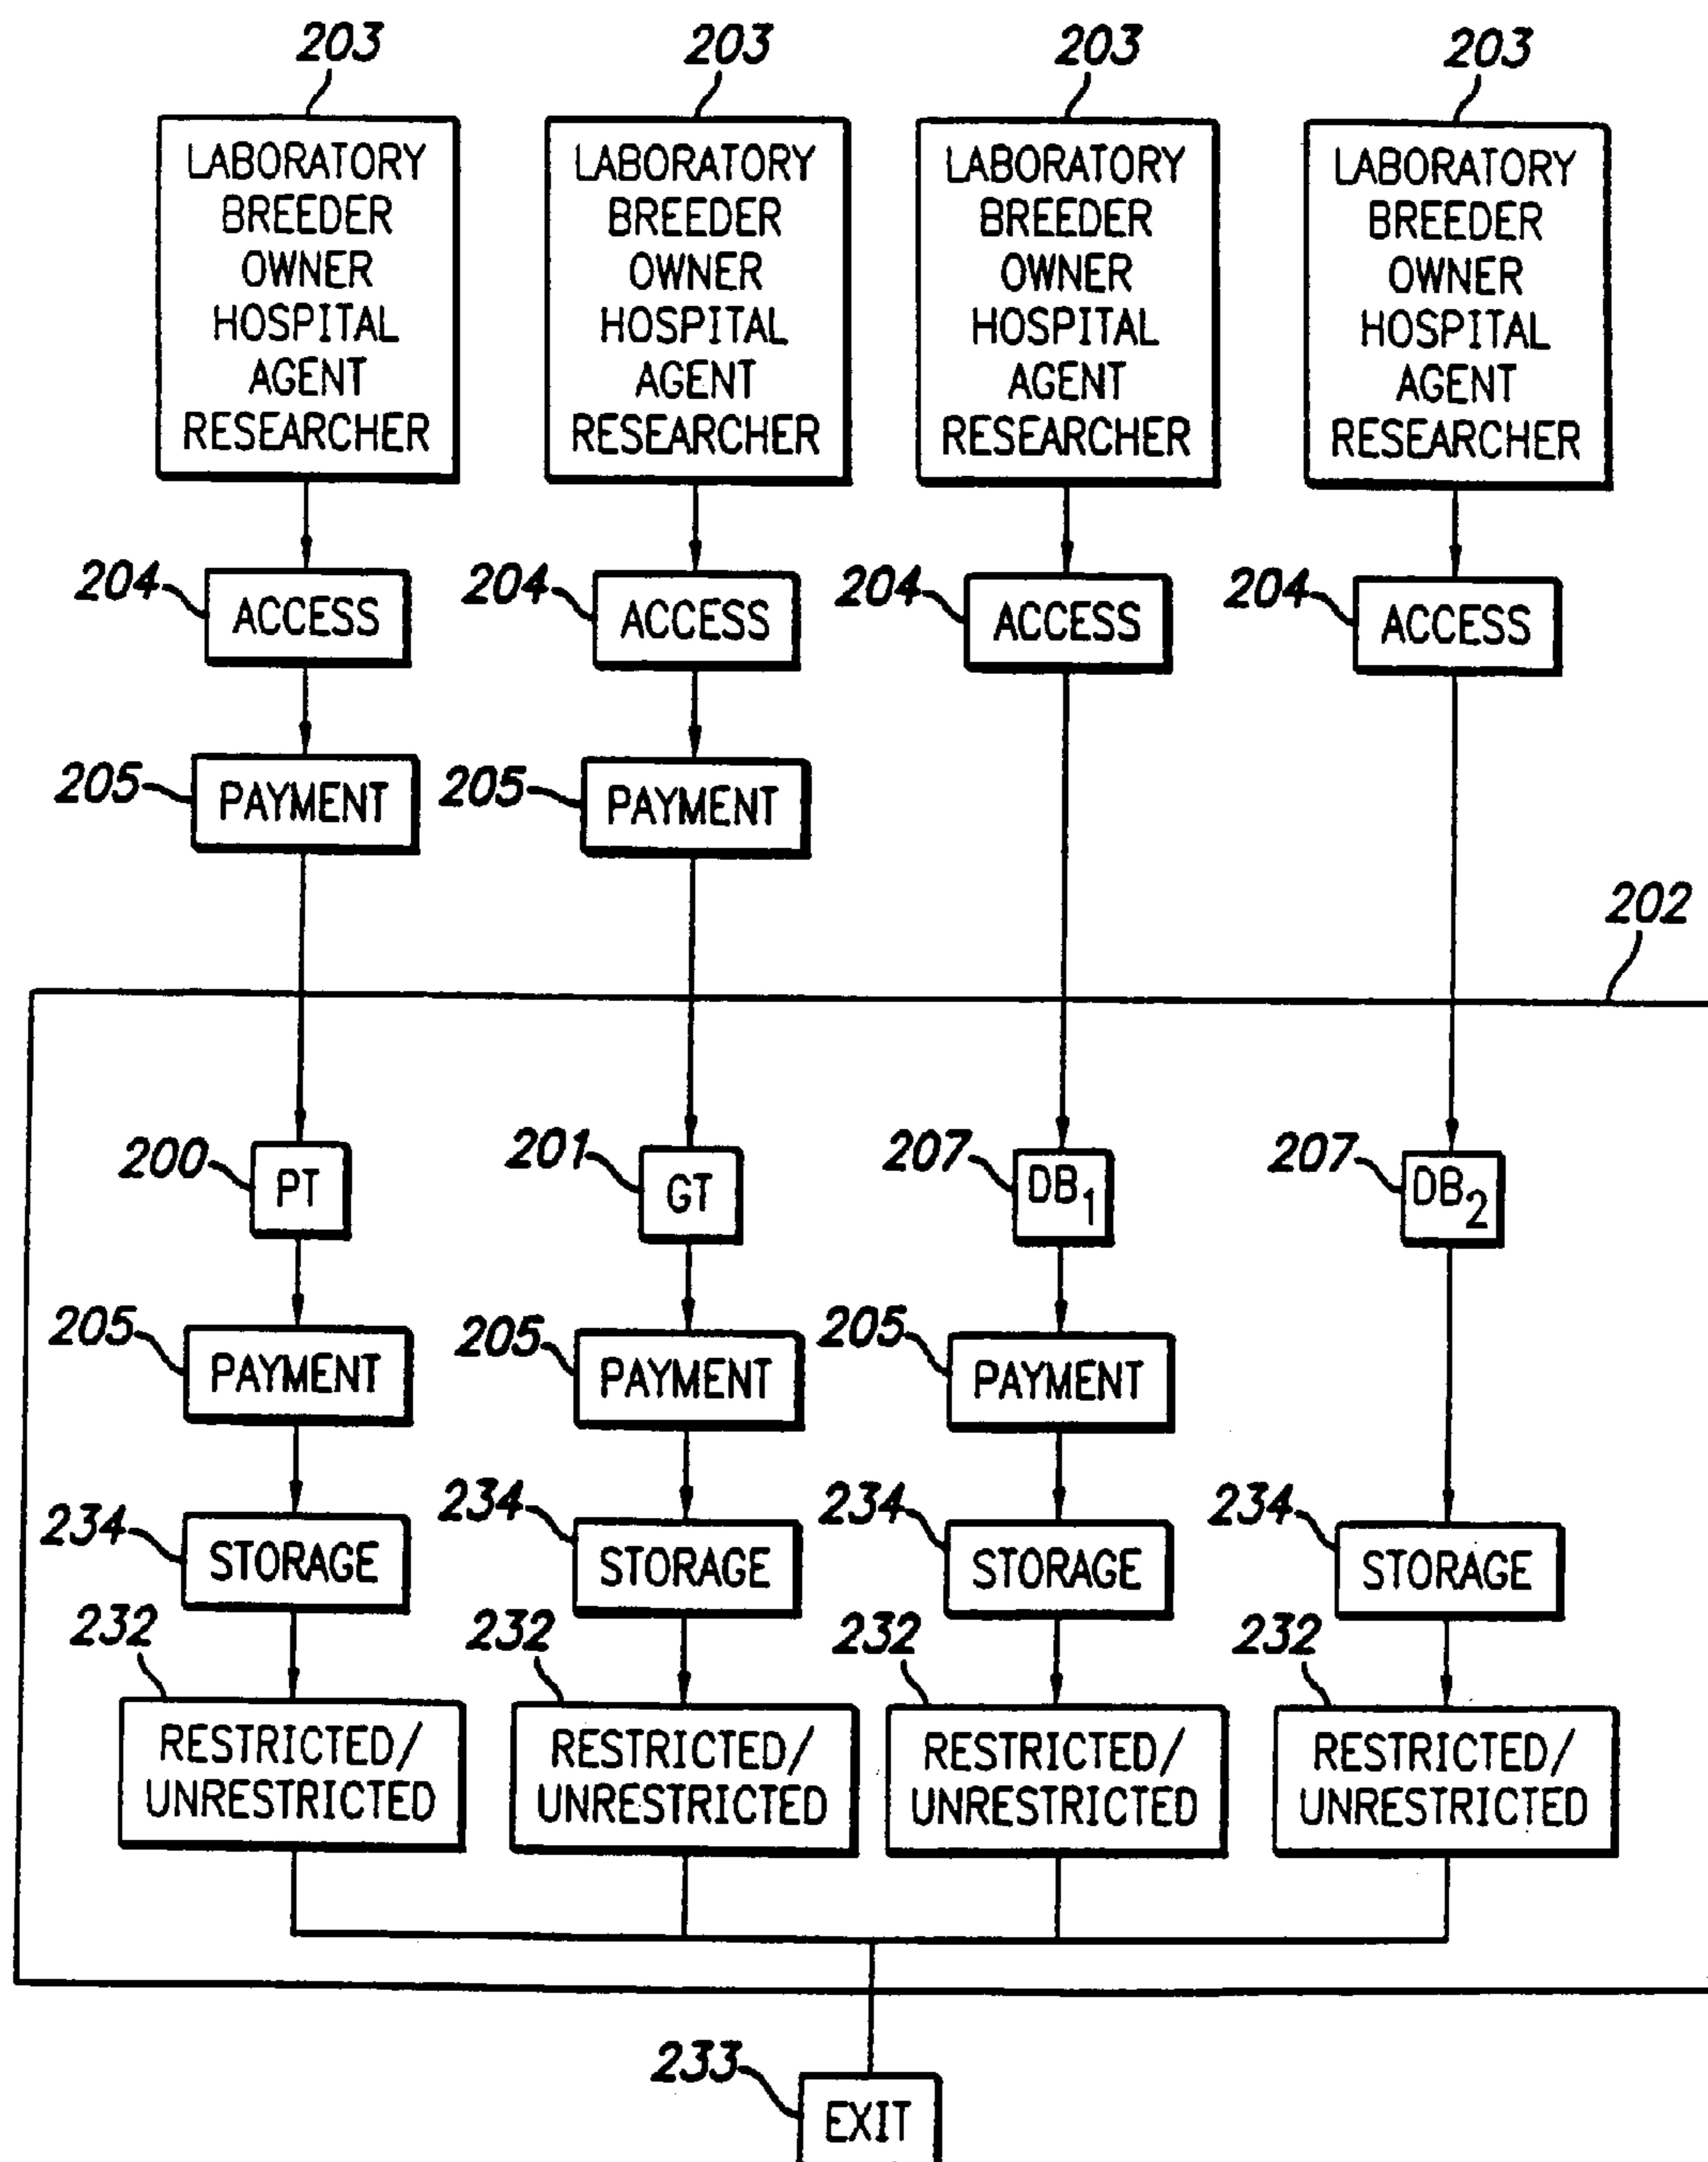 203
203
203
203
LABORATORY
BREEDER
OWNER
HOSPITAL
AGENT
RESEARCHER
LABORATORY
BREEDER
OWNER
HOSPITAL
AGENT
RESEARCHER
LABORATORY
BREEDER
OWNER
HOSPITAL
AGENT
RESEARCHER
LABORATORY
BREEDER
OWNER
HOSPITAL
AGENT
RESEARCHER
204
ACCESS
204
ACCESS
204
ACCESS
204
ACCESS
205
PAYMENT
205
PAYMENT
202
200
PT
201
GT
207
DB1
207
DB2
205
PAYMENT
205
PAYMENT
205
PAYMENT
234
STORAGE
234
STORAGE
234
STORAGE
234
STORAGE
232
RESTRICTED/
UNRESTRICTED
232
RESTRICTED/
UNRESTRICTED
232
RESTRICTED/
UNRESTRICTED
232
RESTRICTED/
UNRESTRICTED
233
EXIT